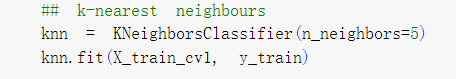 ## k-nearest neighbours
knn = KNeighborsClassifier(n_neighbors=5)
knn.fit(X_train_cv1, y_train)